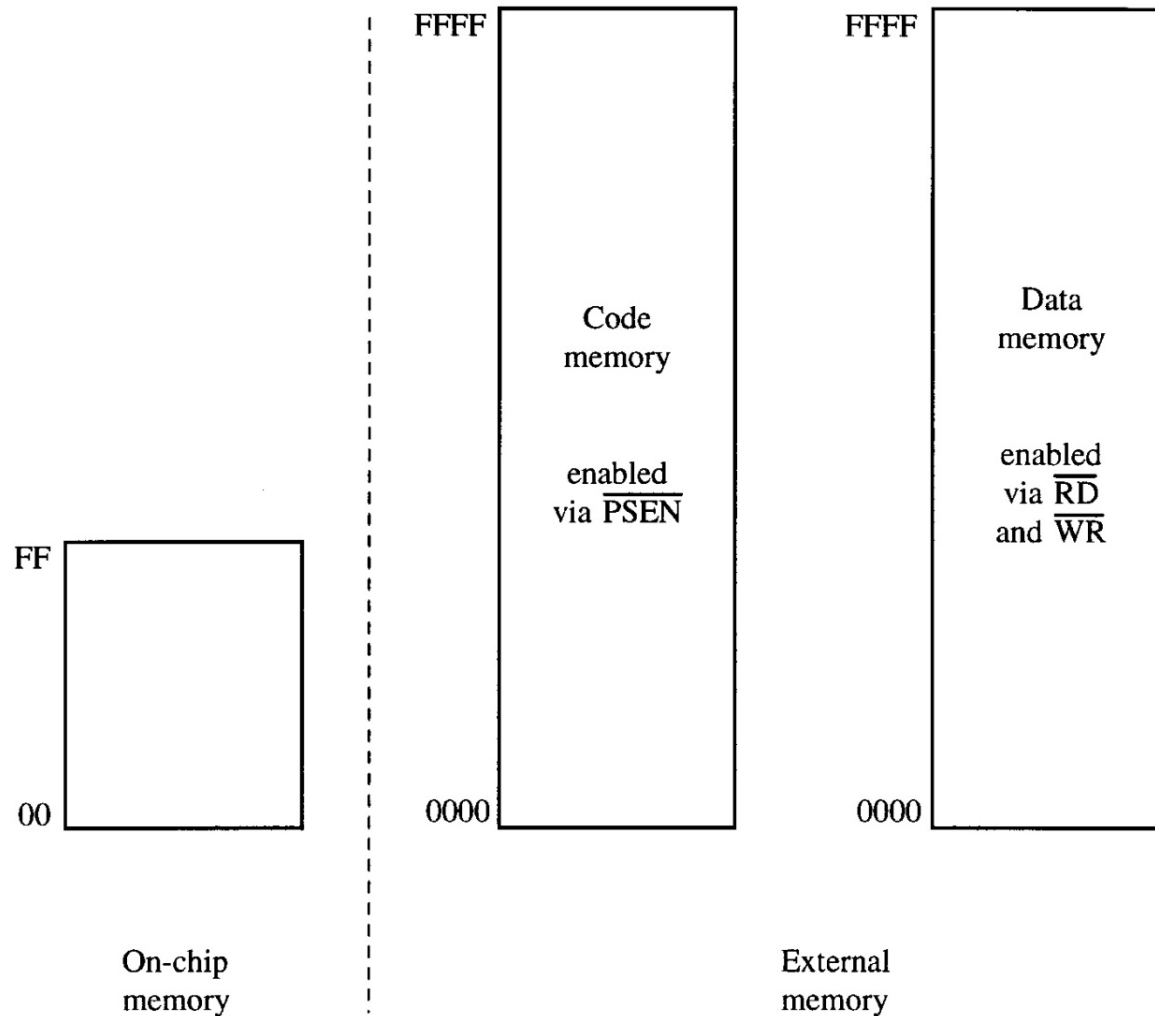 FFFF
FFFF
Code
memory
enabled
via PSEN
Data
memory
enabled
via RD
and WR
FF
00
0000
0000
On-chip
memory
External
memory